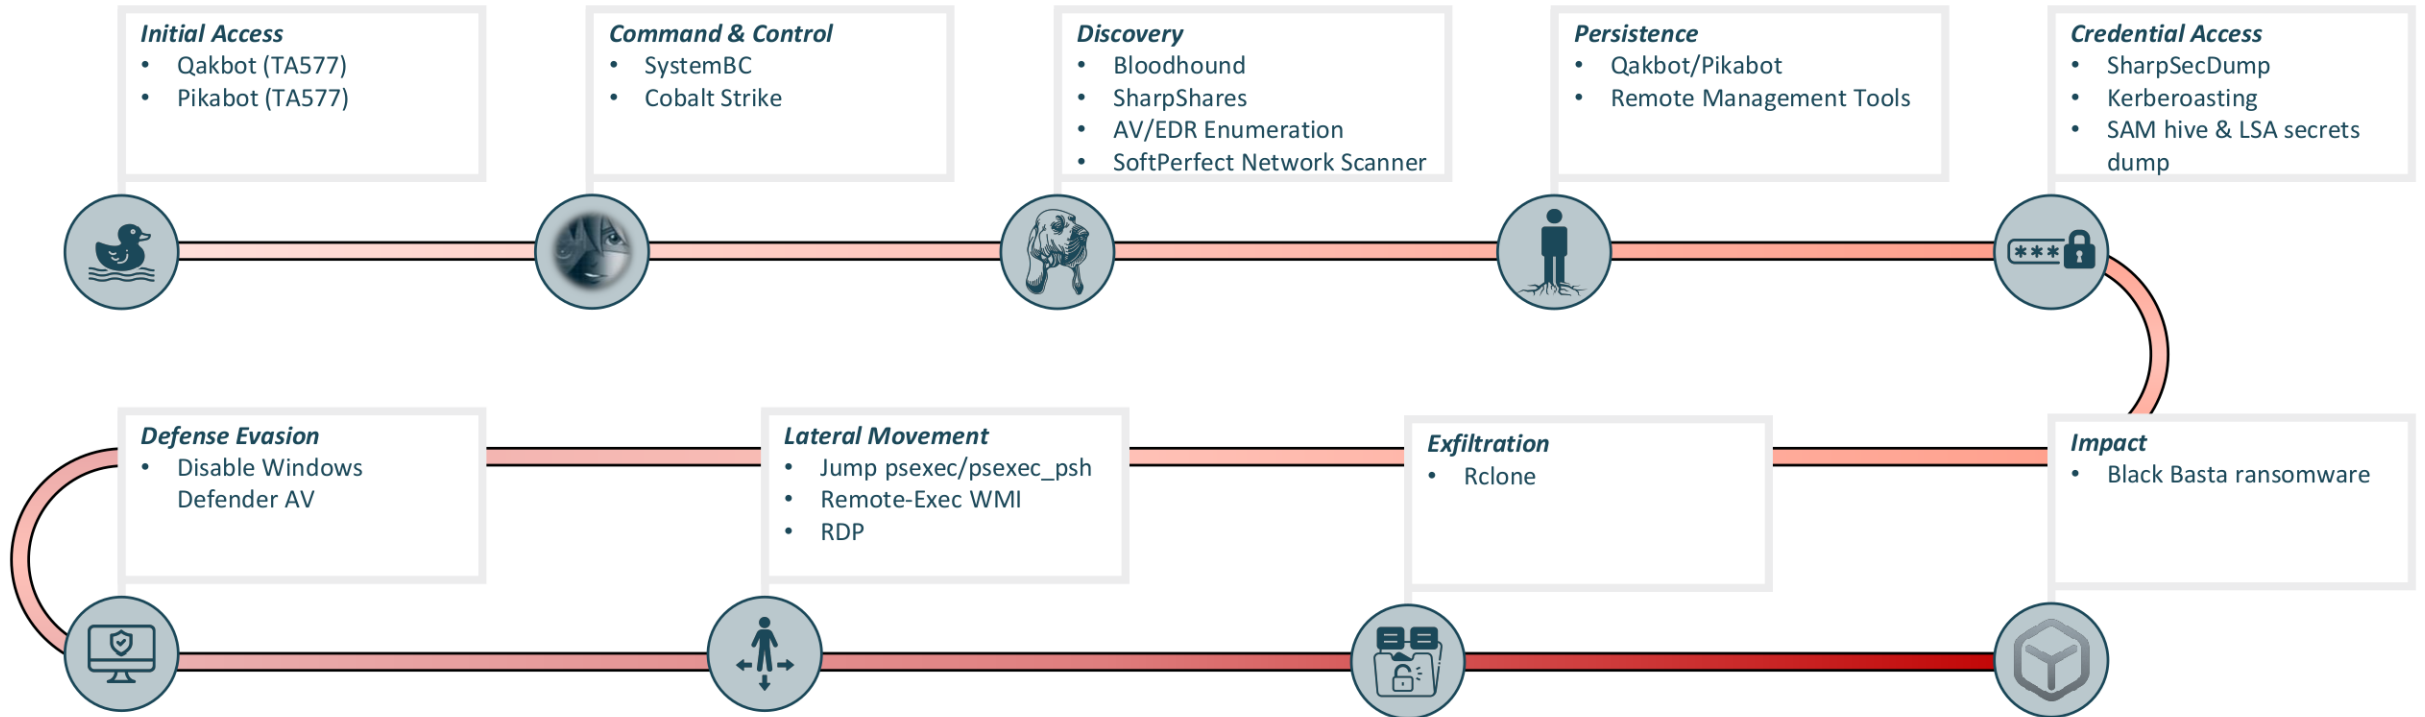 Initial Access
• Qakbot (TA577)
• Pikabot (TA577)
Command & Control
• SystemBC
• Cobalt Strike
Discovery
• Bloodhound
• SharpShares
• AV/EDR Enumeration
• SoftPerfect Network Scanner
Persistence
• Qakbot/Pikabot
• Remote Management Tools
Credential Access
• SharpSecDump
• Kerberoasting
• SAM hive & LSA secrets
dump
***
Defense Evasion
• Disable Windows
Defender AV
Lateral Movement
• Jump psexec/psexec_psh
• Remote-Exec WMI
• RDP
Exfiltration
• Rclone
Impact
• Black Basta ransomware